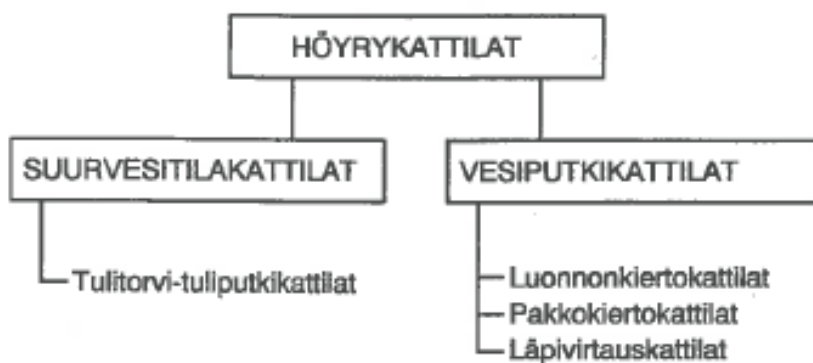 HÖYRYKATTILAT
SUURVESITILAKATTILAT
VESIPUTKIKATTILAT
Tulitorvi-tuliputkikattilat
Luonnonkiertokattilat
Pakkokiertokattilat
Läpivirtauskattilat